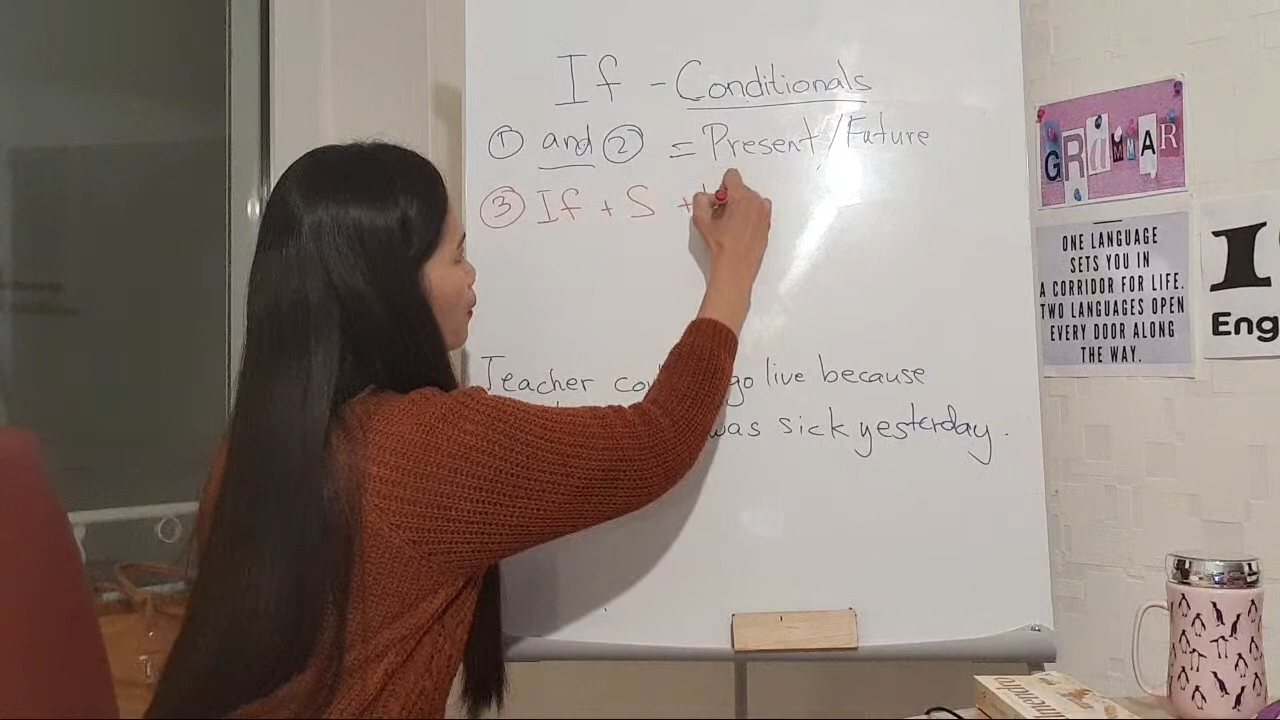 If - Conditionals
① and ② = Present/Future
③ If + S +
Teacher go live because
was sick yesterday.
GRAMMAR
ONE LANGUAGE
SETS YOU IN
A CORRIDOR FOR LIFE.
TWO LANGUAGES OPEN
EVERY DOOR ALONG
THE WAY.
I
Eng